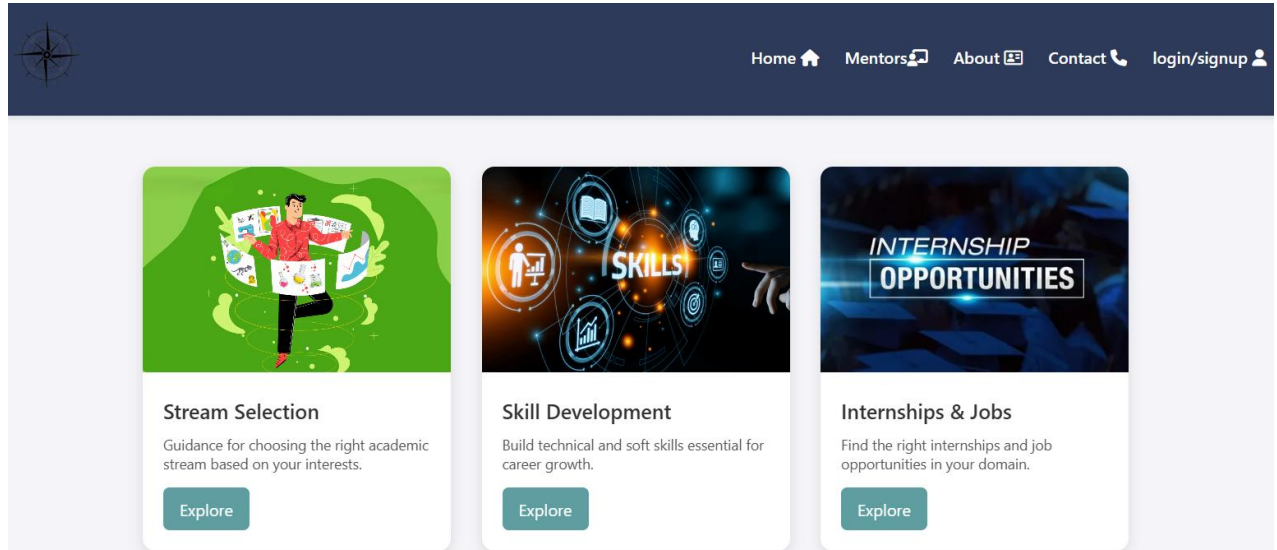 Home
Mentors
About
Contact
login/signup
SKILLS
INTERNSHIP
OPPORTUNITIES
Stream Selection
Guidance for choosing the right academic
stream based on your interests.
Explore
Skill Development
Build technical and soft skills essential for
career growth.
Explore
Internships & Jobs
Find the right internships and job
opportunities in your domain.
Explore